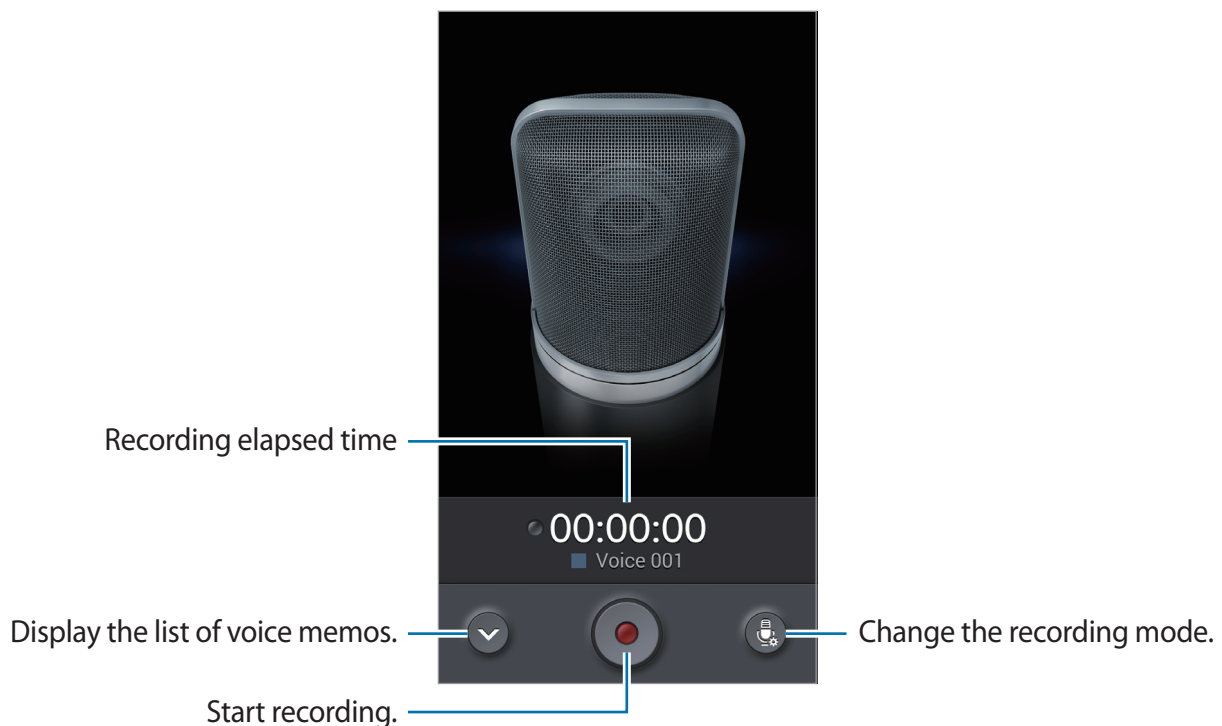 Recording elapsed time
00:00:00
Voice 001
Display the list of voice memos.
Change the recording mode.
Start recording.